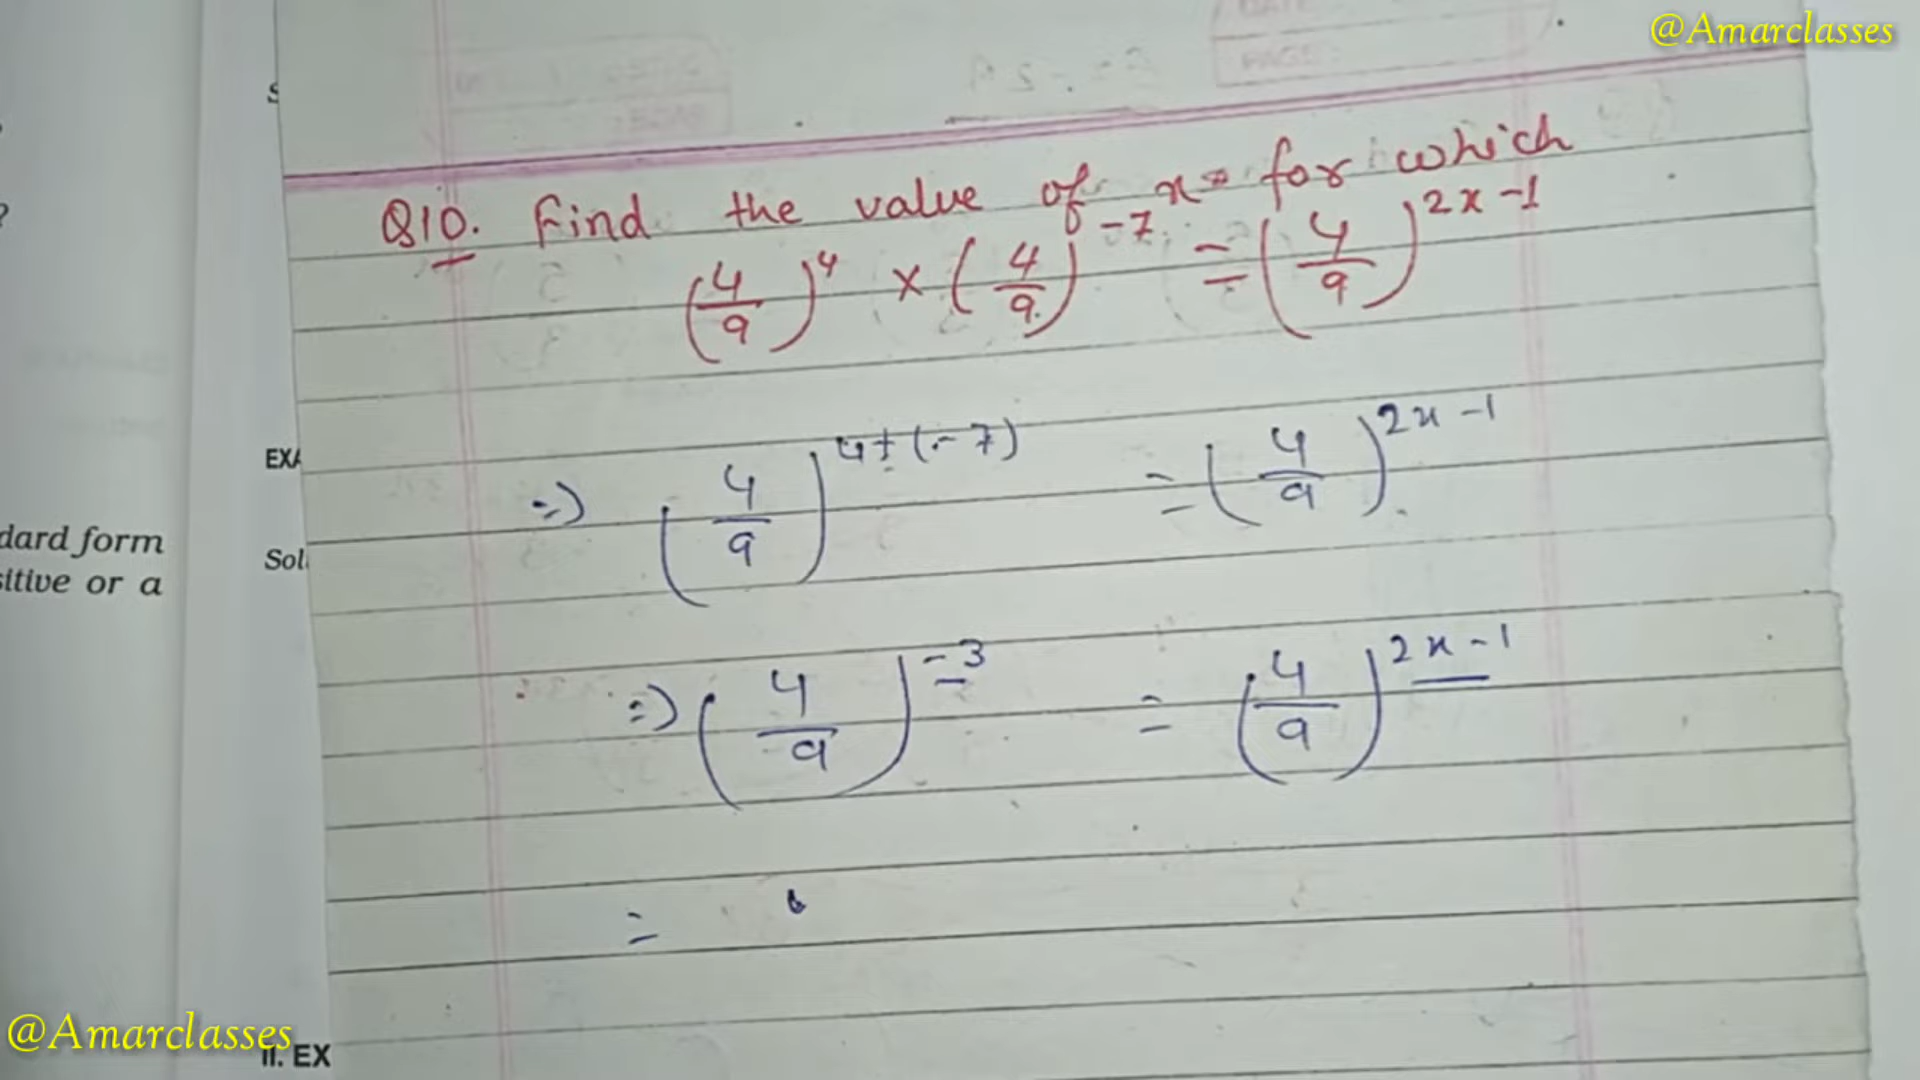 @Amarclasses
Q10. Find the value of x for which
(4/9)^4 × (4/9)^-7 = (4/9)^2x-1
=) (4/9)^4+(-7) = (4/9)^2x-1
=) (4/9)^-3 = (4/9)^2x-1
=
EXA
dard form
sitive or a
Sol
@Amarclasses
II. EX